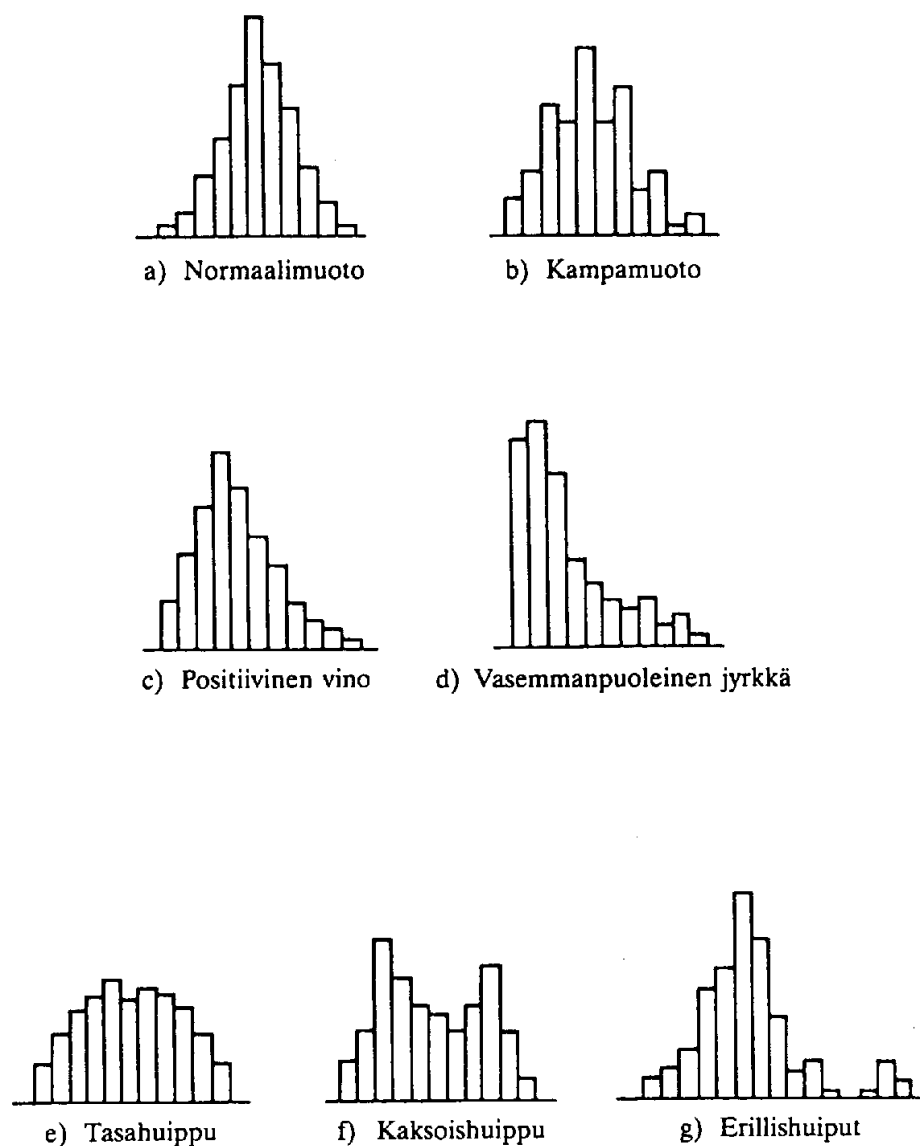 a) Normaalimuoto
b) Kampamuoto
c) Positiivinen vino
d) Vasemmanpuoleinen jyrkkä
e) Tasahuippu
f) Kaksoishuippu
g) Erillishuiput